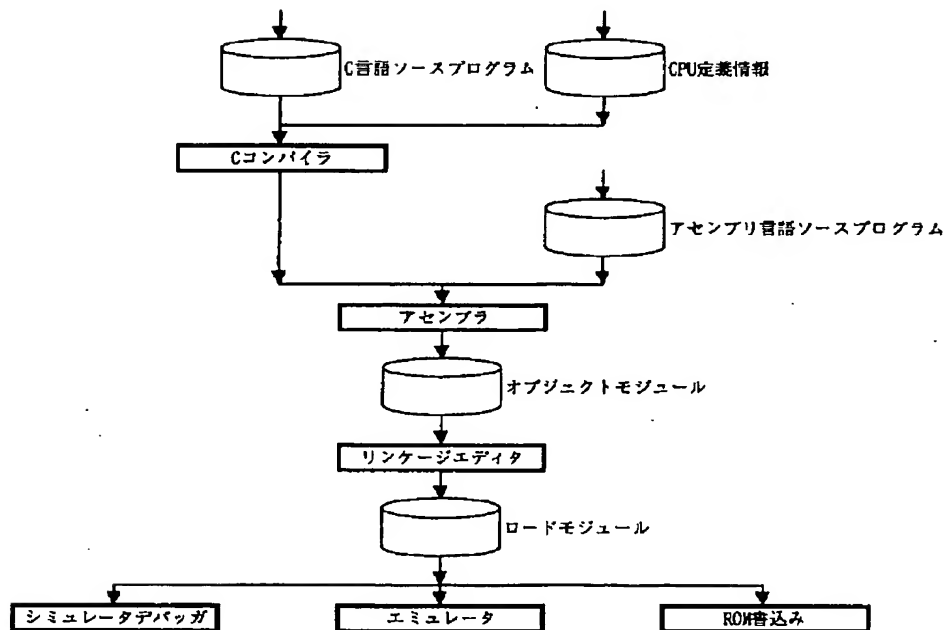 C言語ソースプログラム
CPU定義情報
Cコンパイラ
アセンブリ言語ソースプログラム
アセンブラ
オブジェクトモジュール
リンケージエディタ
ロードモジュール
シミュレータデバッガ
エミュレータ
ROM書込み